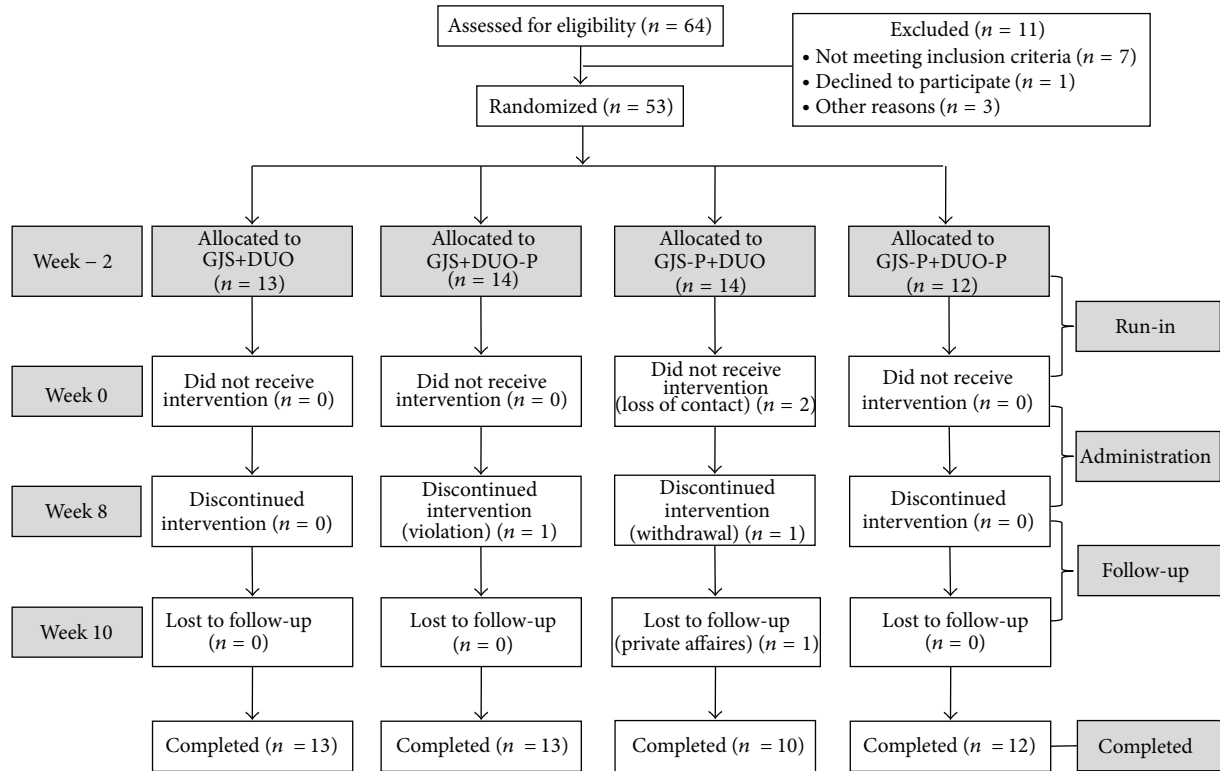 Assessed for eligibility (n = 64)
Excluded (n = 11)
• Not meeting inclusion criteria (n = 7)
• Declined to participate (n = 1)
• Other reasons (n = 3)
Randomized (n = 53)
Week − 2
Allocated to
GJS+DUO
(n = 13)
Allocated to
GJS+DUO-P
(n = 14)
Allocated to
GJS-P+DUO
(n = 14)
Allocated to
GJS-P+DUO-P
(n = 12)
Run-in
Week 0
Did not receive
intervention (n = 0)
Did not receive
intervention (n = 0)
Did not receive
intervention
(loss of contact) (n = 2)
Did not receive
intervention (n = 0)
Administration
Week 8
Discontinued
intervention (n = 0)
Discontinued
intervention
(violation) (n = 1)
Discontinued
intervention
(withdrawal) (n = 1)
Discontinued
intervention (n = 0)
Follow-up
Week 10
Lost to follow-up
(n = 0)
Lost to follow-up
(n = 0)
Lost to follow-up
(private affaires) (n = 1)
Lost to follow-up
(n = 0)
Completed (n = 13)
Completed (n = 13)
Completed (n = 10)
Completed (n = 12)
Completed